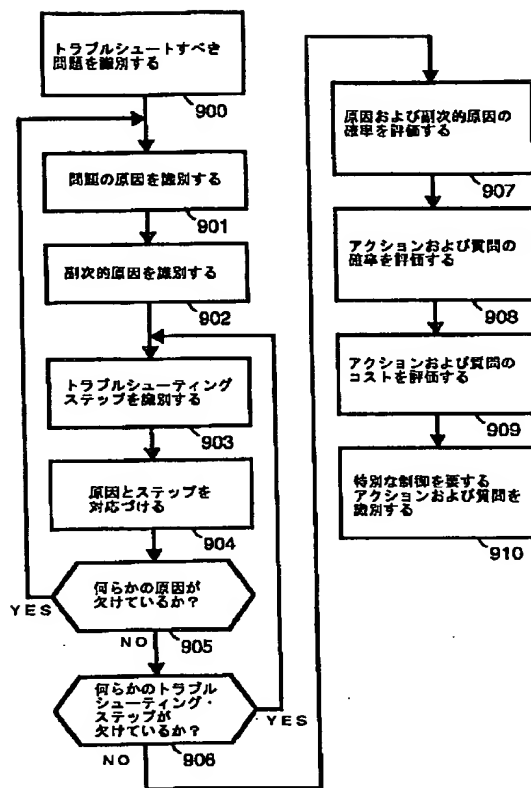 トラブルシュートすべき
問題を識別する
900
問題の原因を識別する
901
副次的原因を識別する
902
トラブルシューティング
ステップを識別する
903
原因とステップを
対応づける
904
何らかの原因が
欠けているか?
YES
905
NO
何らかのトラブル
シューティング・
ステップが
欠けているか?
YES
906
NO
原因および副次的原因の
確率を評価する
907
アクションおよび質問の
確率を評価する
908
アクションおよび質問の
コストを評価する
909
特別な制御を要する
アクションおよび質問を
識別する
910